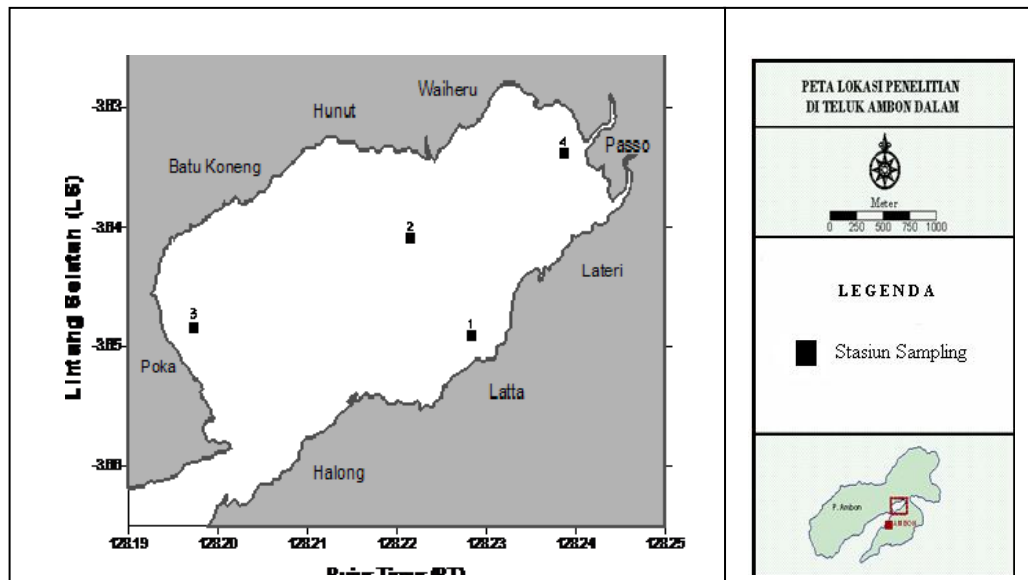 Waiheru
Hunut
Passo
Batu Koneng
Lateri
Poka
Latta
Halong
4
2
3
1
Lintung Selatan (LS)
-3.63
-3.64
-3.65
-3.66
128.19 128.20 128.21 128.22 128.23 128.24 128.25
PETA LOKASI PENELITIAN
DI TELUK AMBON DALAM
Meter
0 250 500 750 1000
LEGENDA
Stasiun Sampling
P. Ambon
AMBON